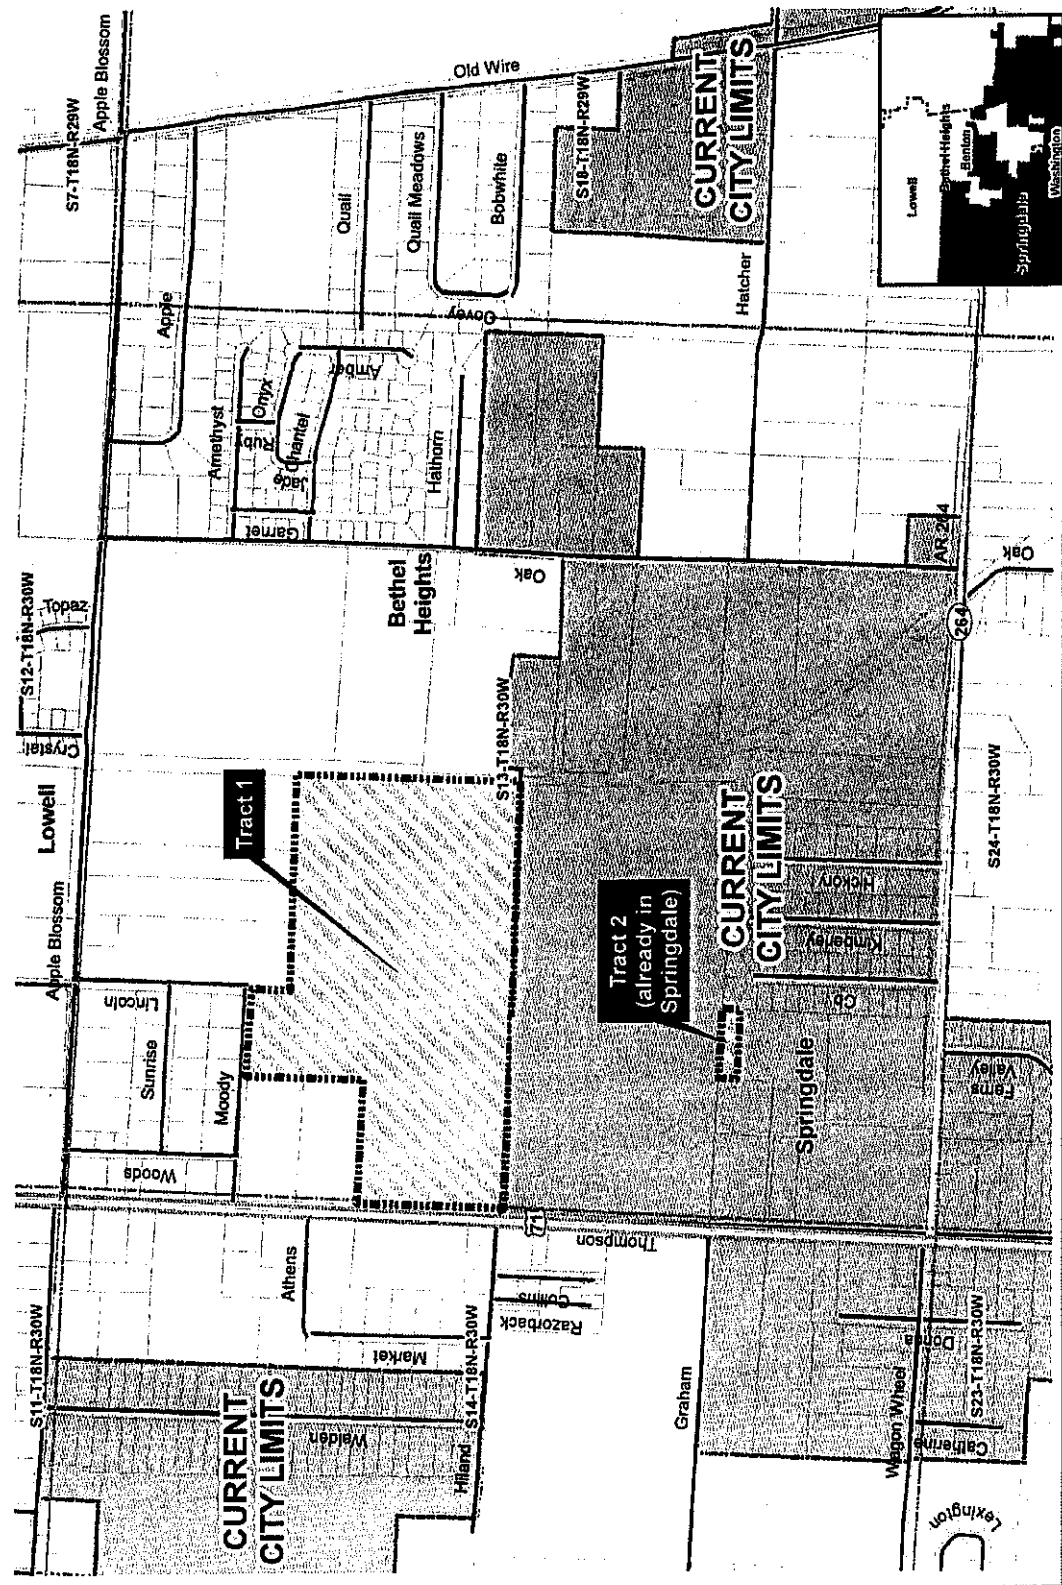 S11-T18N-R30W
Apple Blossom
Lowell
S12-T18N-R30W
Apple Blossom
S7-T18N-R29W
Crystal
Topaz
Woods
Sunrise
Lincoln
Moody
Apple
Old Wire
CURRENT
CITY LIMITS
Walden
Market
Athens
Tract 1
Amethyst
Garnet
Ruby
Onyx
Jade
Chantel
Amber
Quail
Quail Meadows
Bobwhite
Covey
Bethel
Heights
Hathorn
Hiland
S14-T18N-R30W
S13-T18N-R30W
Oak
S18-T18N-R29W
Razorback
Collins
71
Thompson
Graham
Tract 2
(already in
Springdale)
CURRENT
CITY LIMITS
CURRENT
CITY LIMITS
Hatcher
Springdale
Kimberley
Hickory
Wagon Wheel
Donna
S23-T18N-R30W
Catherine
Lexington
Valley
S24-T18N-R30W
264
AR 264
Oak
Lowell
Bethel Heights
Benton
Springdale
Washington